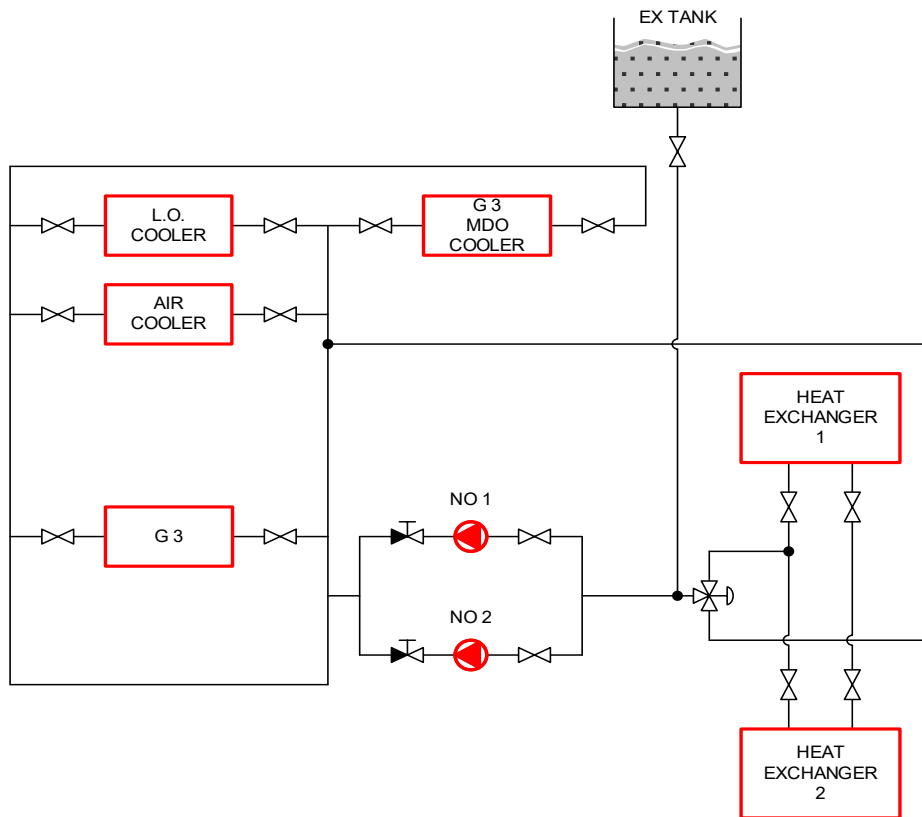 EX TANK
L.O.
COOLER
G 3
MDO
COOLER
AIR
COOLER
HEAT
EXCHANGER
1
NO 1
G 3
NO 2
HEAT
EXCHANGER
2